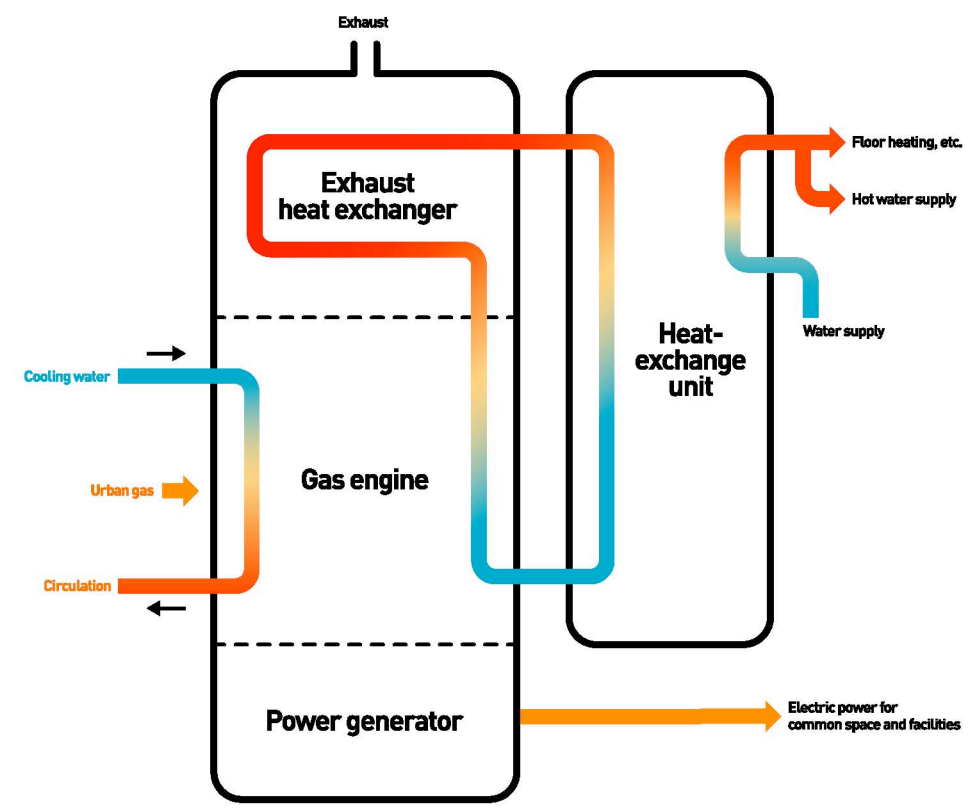 Exhaust
Exhaust
heat exchanger
Floor heating, etc.
Hot water supply
Water supply
Heat-
exchange
unit
Cooling water
Gas engine
Urban gas
Circulation
Power generator
Electric power for
common space and facilities